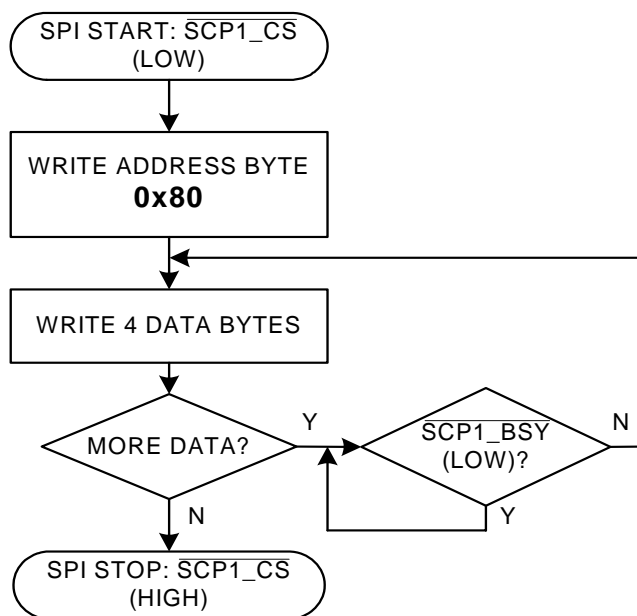 SPI START: SCP1_CS
(LOW)
WRITE ADDRESS BYTE
0x80
WRITE 4 DATA BYTES
MORE DATA?
Y
SCP1_BSY
(LOW)?
N
Y
N
SPI STOP: SCP1_CS
(HIGH)